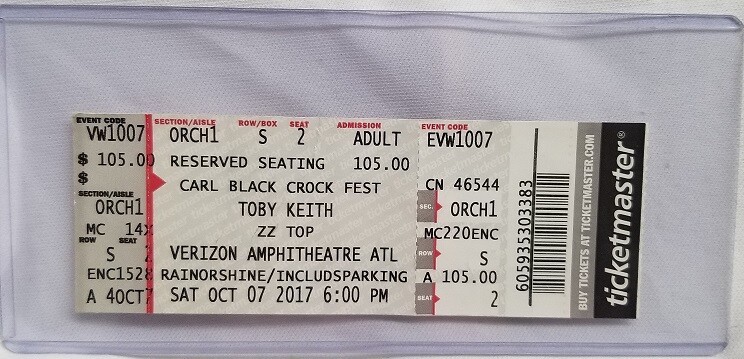 EVENT CODE
VW1007
$ 105.00
$
SECTION/AISLE
ORCH1
MC 14X
ROW SEAT
S 2
ENC152
A 4OCT7
SECTION/AISLE ROW/BOX SEAT ADMISSION
ORCH1 S 2 ADULT
RESERVED SEATING 105.00
CARL BLACK CROCK FEST
TOBY KEITH
ZZ TOP
VERIZON AMPHITHEATRE ATL
RAINORSHINE/INCLUDSPARKING
SAT OCT 07 2017 6:00 PM
EVENT CODE
EVW1007
CN 46544
SEC. ORCH1
MC220ENC
ROW S
A 105.00
SEAT 2
605935303383
BUY TICKETS AT TICKETMASTER.COM
ticketmaster®